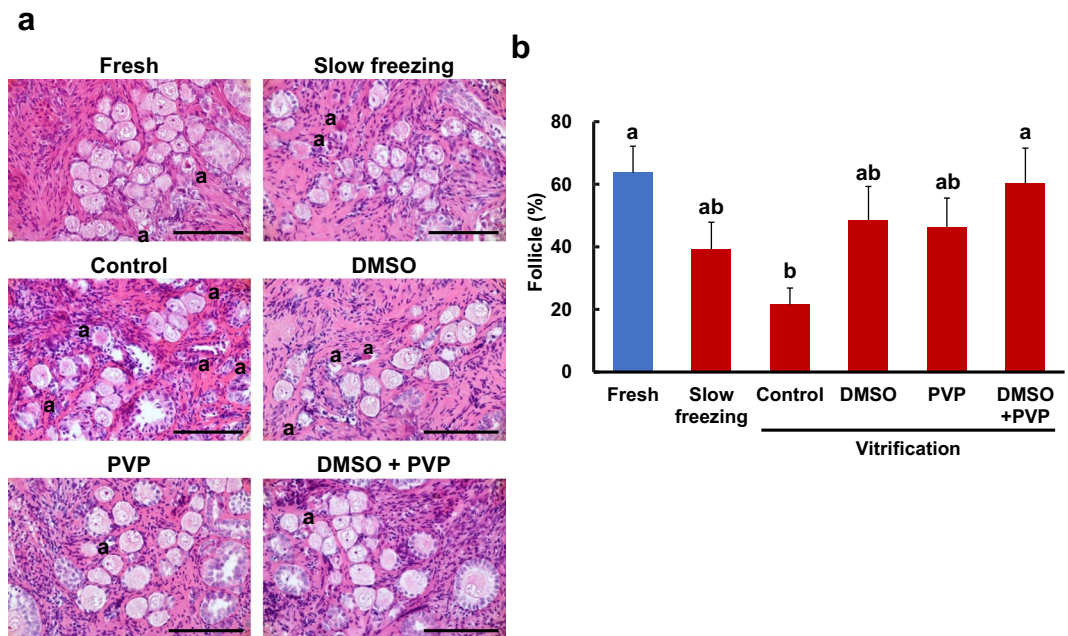 a
Fresh
a
a
Slow freezing
a
a
Control
a
a
a
a
a
DMSO
a
a
a
PVP
a
DMSO + PVP
a
b
Follicle (%)
80
60
40
20
0
a
ab
b
ab
ab
a
Fresh
Slow
freezing
Control
DMSO
PVP
DMSO
+PVP
Vitrification